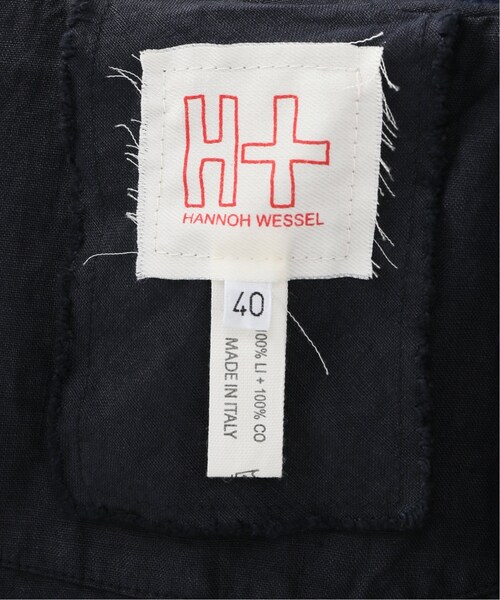 H+
HANNOH WESSEL
40
100% LI + 100% CO
MADE IN ITALY